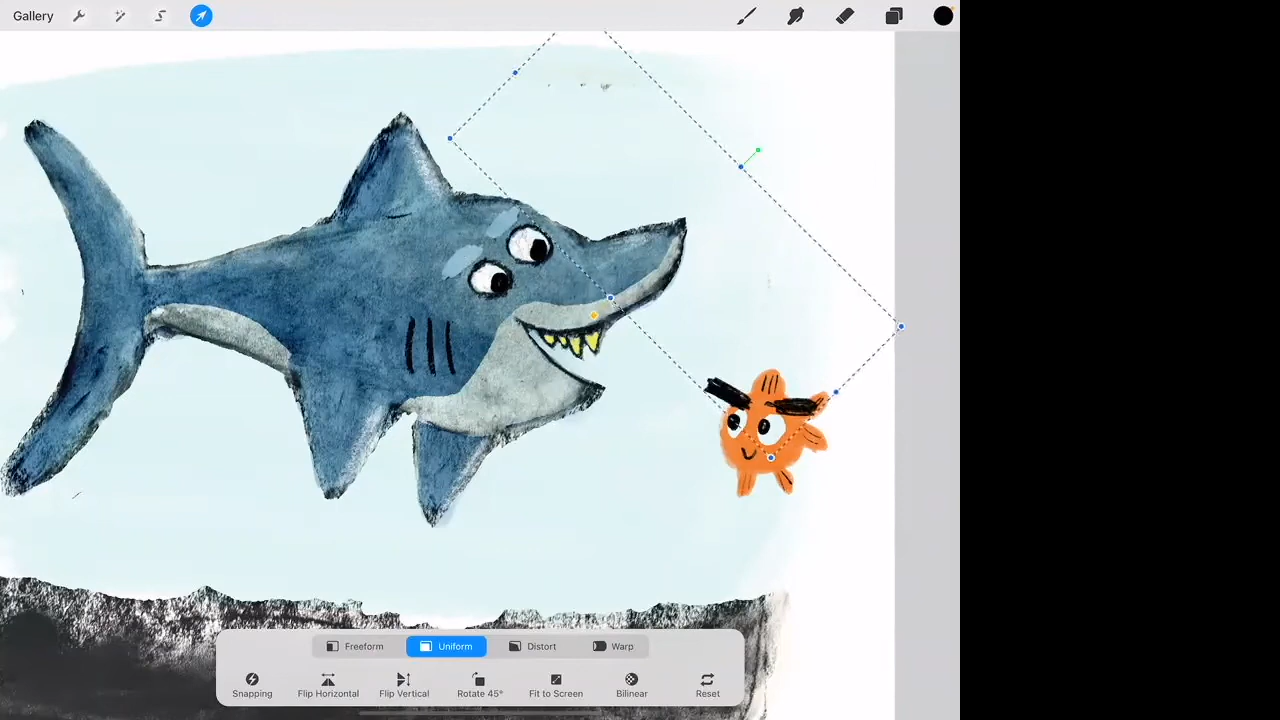 Gallery
Freeform Uniform Distort Warp
Snapping Flip Horizontal Flip Vertical Rotate 45° Fit to Screen Bilinear Reset